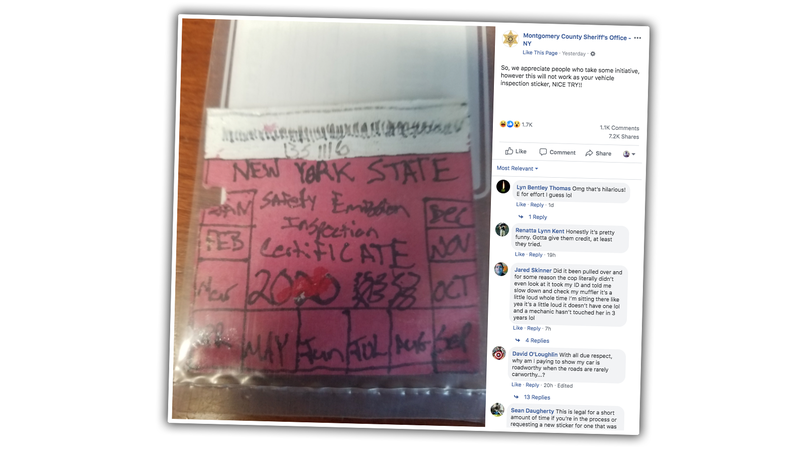 135 1116
NEW YORK STATE
JAN
Safety Emission
DEC
FEB
Inspection
NOV
Certificate
Mar
2020
OCT
APR
MAY
Jun
JUL
AUG
SEP
Montgomery County Sheriff's Office -
NY
Like This Page · Yesterday ·
So, we appreciate people who take some initiative,
however this will not work as your vehicle
inspection sticker, NICE TRY!!
1.7K
1.1K Comments
7.2K Shares
Like
Comment
Share
Most Relevant
Lyn Bentley Thomas Omg that's hilarious!
E for effort I guess lol
Like · Reply · 1d
1 Reply
Renatta Lynn Kent Honestly it's pretty
funny. Gotta give them credit, at least
they tried.
Like · Reply · 19h
Jared Skinner Did it been pulled over and
for some reason the cop literally didn't
even look at it took my ID and told me
slow down and check my muffler it's a
little loud whole time i'm sitting there like
yea it's a little loud it doesn't have one lol
and a mechanic hasn't touched her in 3
years lol
Like · Reply · 7h
4 Replies
David O'Loughlin With all due respect,
why am I paying to show my car is
roadworthy when the roads are rarely
carworthy...?
Like · Reply · 20h · Edited
13 Replies
Sean Daugherty This is legal for a short
amount of time if you're in the process or
requesting a new sticker for one that was